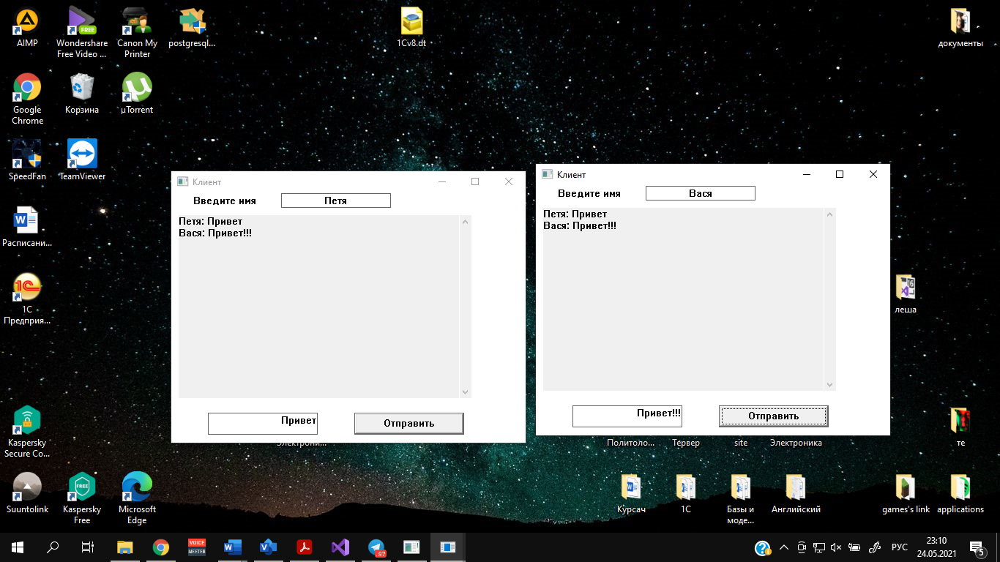 AIMP
Wondershare
Free Video ...
FREE
Canon My
Printer
postgresql...
1Cv8.dt
документы
Google
Chrome
Корзина
µTorrent
SpeedFan
TeamViewer
Расписани...
1С
Предприя...
Kaspersky
Secure Co...
Suuntolink
Kaspersky
Free
FREE
Microsoft
Edge
Клиент
Введите имя
Петя
Петя: Привет
Вася: Привет!!!
Привет
Отправить
Клиент
Введите имя
Вася
Петя: Привет
Вася: Привет!!!
Привет!!!
Отправить
леша
Электрони...
Политоло...
Тервер
site
Электроника
те
Курсач
1С
Базы и
моде...
Английский
games's link
applications
VOICE
MEETER
97
РУС
23:10
24.05.2021
5